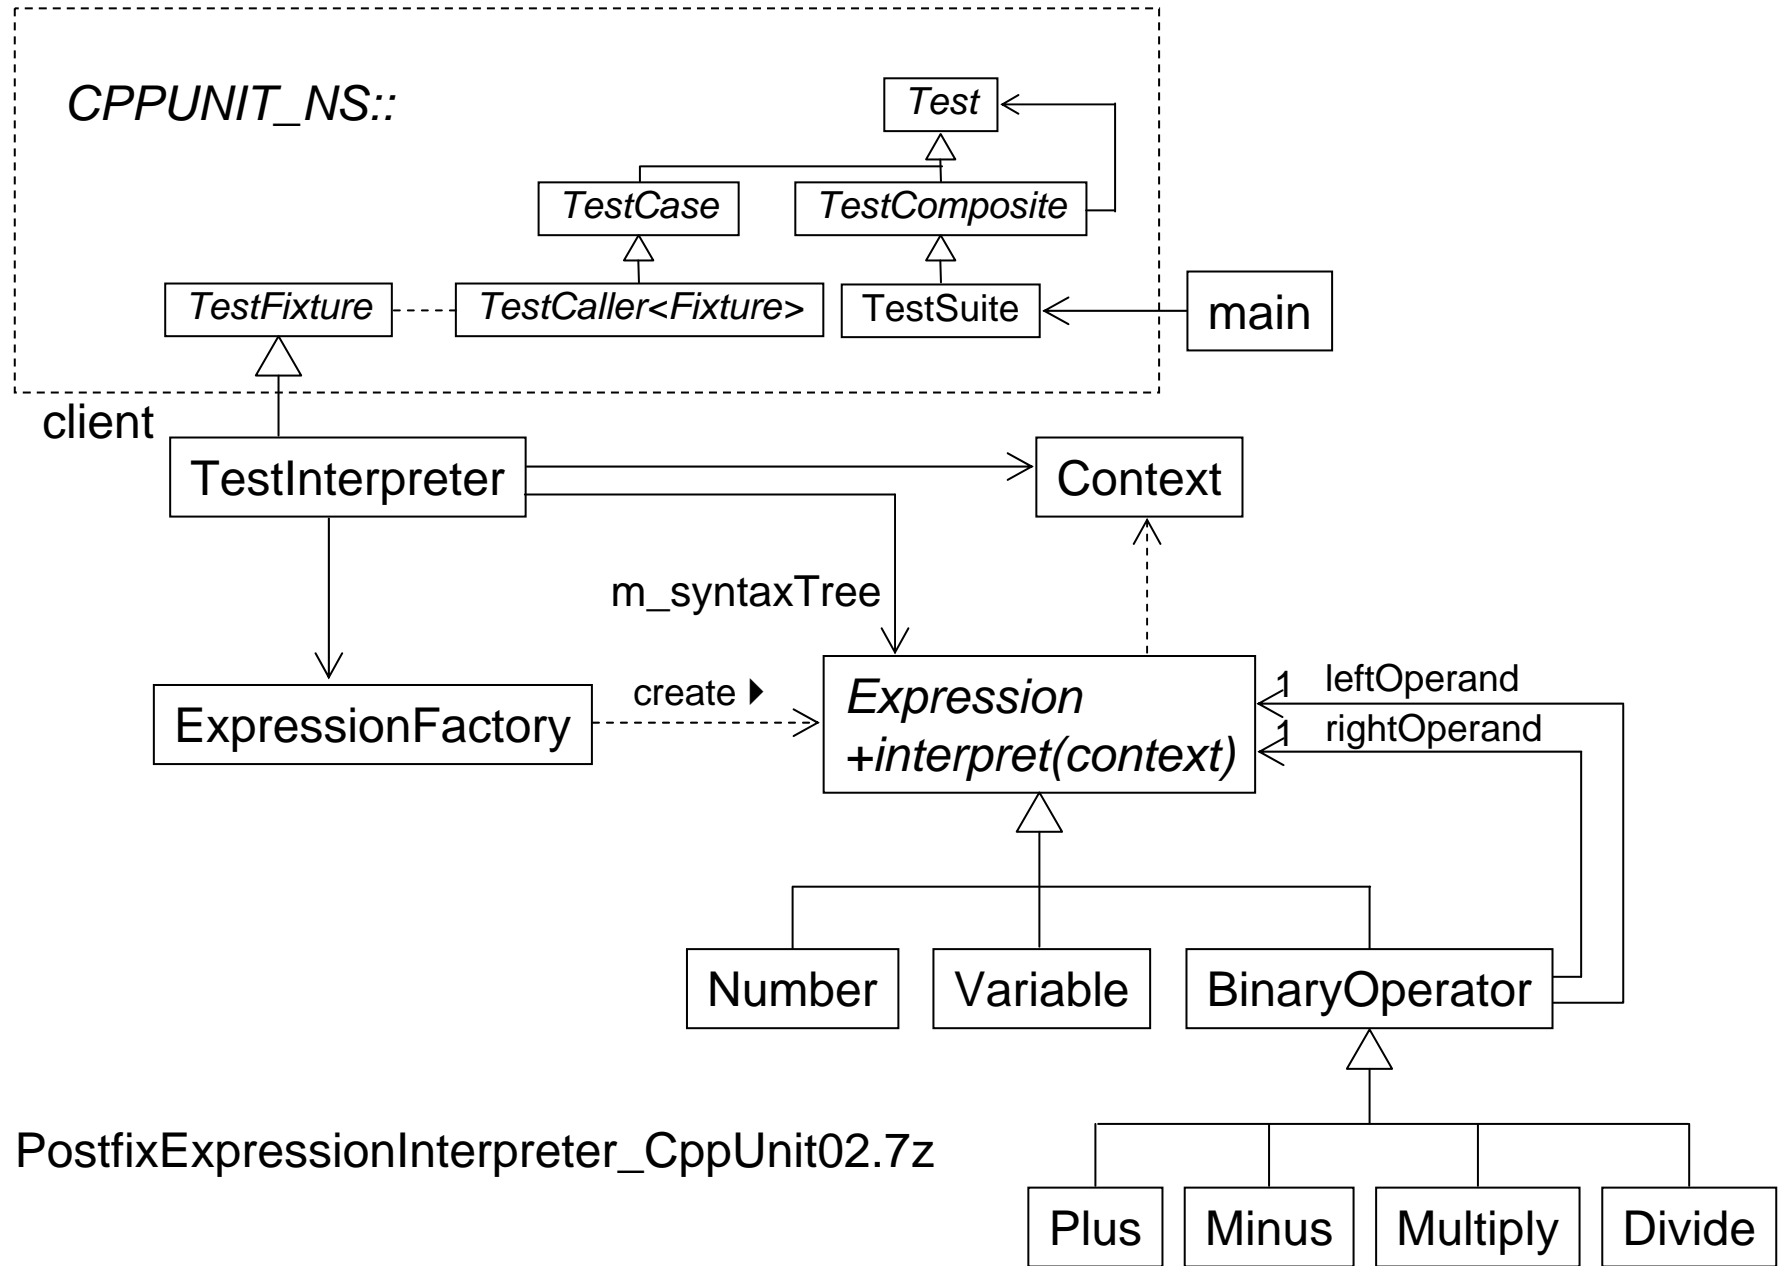 CPPUNIT_NS::
Test
TestCase
TestComposite
TestFixture
TestCaller<Fixture>
TestSuite
main
client
TestInterpreter
Context
m_syntaxTree
ExpressionFactory
create
Expression
+interpret(context)
1 leftOperand
1 rightOperand
Number
Variable
BinaryOperator
PostfixExpressionInterpreter_CppUnit02.7z
Plus
Minus
Multiply
Divide